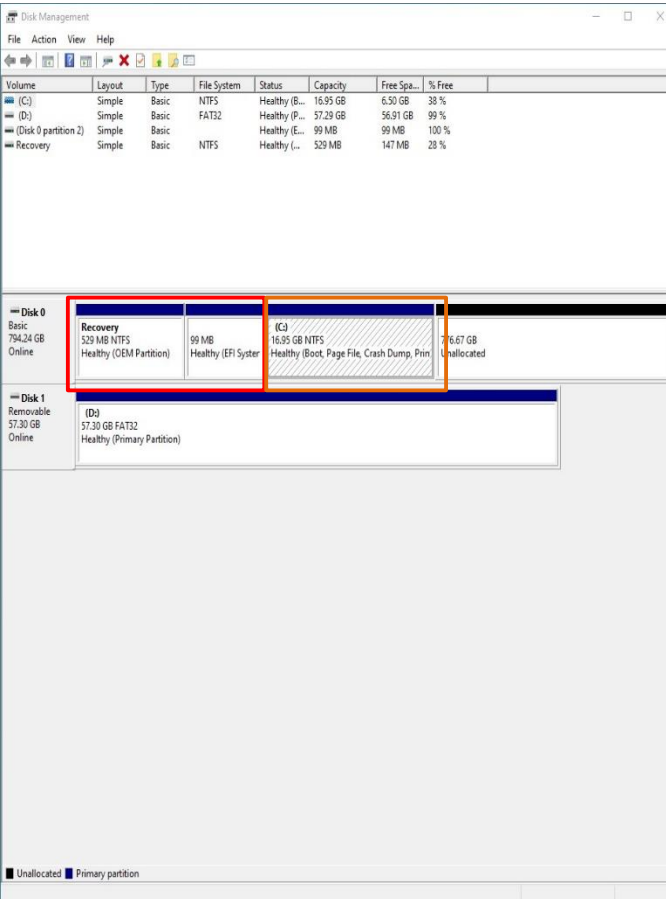 Disk Management
File Action View Help
Volume Layout Type File System Status Capacity Free Spa... % Free
(C:) Simple Basic NTFS Healthy (B... 16.95 GB 6.50 GB 38 %
(D:) Simple Basic FAT32 Healthy (P... 57.29 GB 56.91 GB 99 %
(Disk 0 partition 2) Simple Basic Healthy (E... 99 MB 99 MB 100 %
Recovery Simple Basic NTFS Healthy (... 529 MB 147 MB 28 %
Disk 0
Basic
794.24 GB
Online
Recovery
529 MB NTFS
Healthy (OEM Partition)
99 MB
Healthy (EFI Syster
(C:)
16.95 GB NTFS
Healthy (Boot, Page File, Crash Dump, Prin
776.67 GB
Unallocated
Disk 1
Removable
57.30 GB
Online
(D:)
57.30 GB FAT32
Healthy (Primary Partition)
Unallocated Primary partition